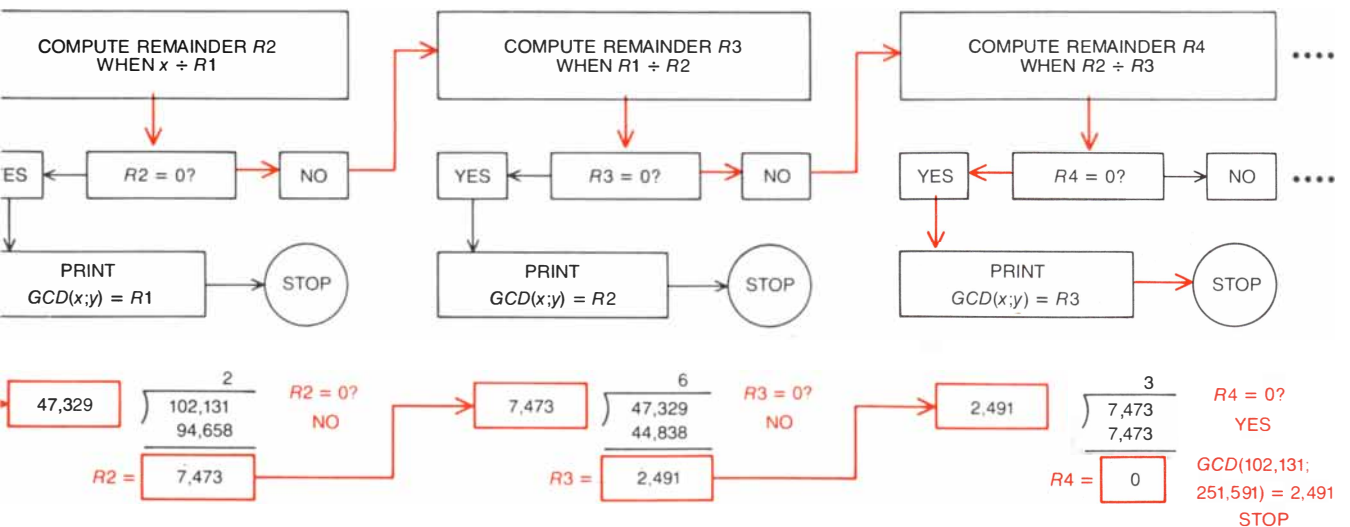 COMPUTE REMAINDER R2
WHEN x ÷ R1
COMPUTE REMAINDER R3
WHEN R1 ÷ R2
COMPUTE REMAINDER R4
WHEN R2 ÷ R3
••••
ES
R2 = 0?
NO
YES
R3 = 0?
NO
YES
R4 = 0?
NO
••••
PRINT
GCD(x;y) = R1
STOP
PRINT
GCD(x;y) = R2
STOP
PRINT
GCD(x;y) = R3
STOP
47,329
2
102,131
94,658
R2 = 7,473
R2 = 0?
NO
7,473
6
47,329
44,838
R3 = 2,491
R3 = 0?
NO
2,491
3
7,473
7,473
R4 = 0
R4 = 0?
YES
GCD(102,131;
251,591) = 2,491
STOP